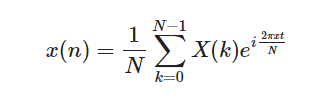 x(n) = \frac{1}{N} \sum_{k=0}^{N-1} X(k) e^{i \frac{2\pi x t}{N}}